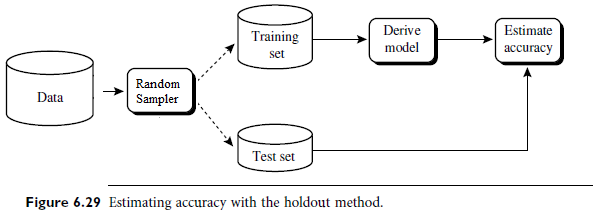 Data
Random
Sampler
Training
set
Derive
model
Estimate
accuracy
Test set
Figure 6.29 Estimating accuracy with the holdout method.